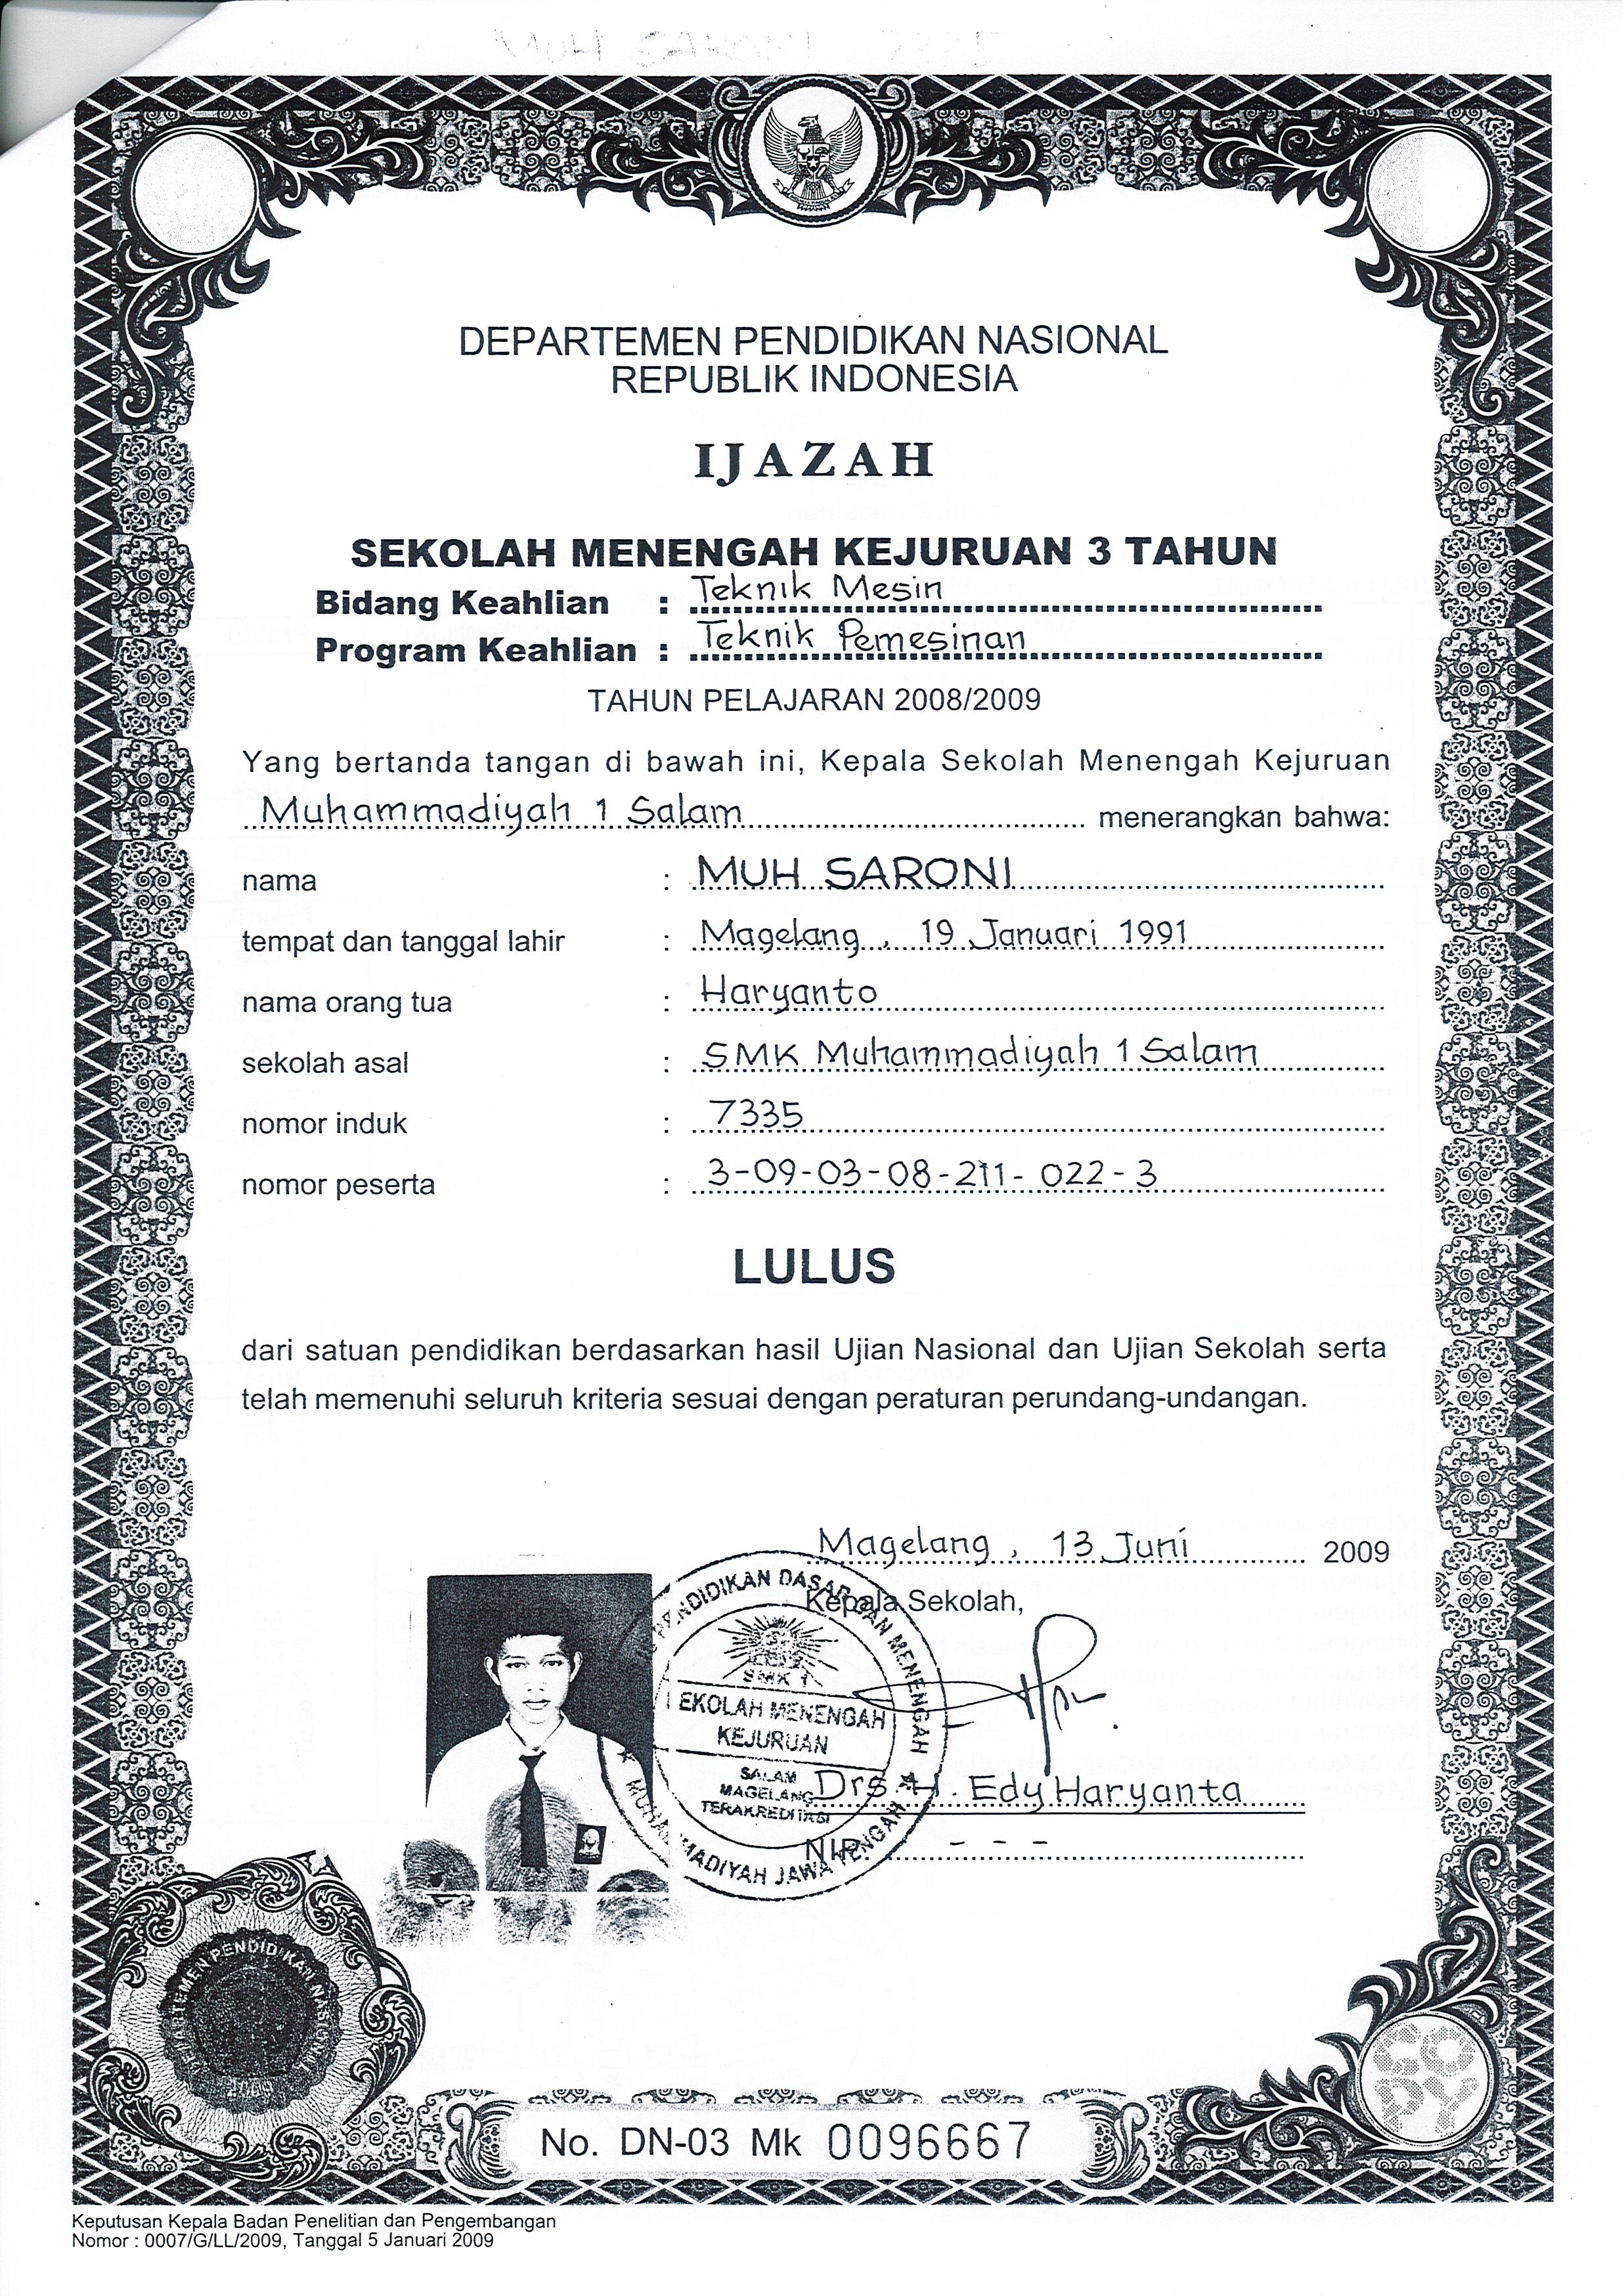 DEPARTEMEN PENDIDIKAN NASIONAL
REPUBLIK INDONESIA
IJAZAH
SEKOLAH MENENGAH KEJURUAN 3 TAHUN
Bidang Keahlian : Teknik Mesin
Program Keahlian : Teknik Pemesinan
TAHUN PELAJARAN 2008/2009
Yang bertanda tangan di bawah ini, Kepala Sekolah Menengah Kejuruan
Muhammadiyah 1 Salam menerangkan bahwa:
nama : MUH SARONI
tempat dan tanggal lahir : Magelang , 19 Januari 1991
nama orang tua : Haryanto
sekolah asal : SMK Muhammadiyah 1 Salam
nomor induk : 7335
nomor peserta : 3-09-03-08-211-022-3
LULUS
dari satuan pendidikan berdasarkan hasil Ujian Nasional dan Ujian Sekolah serta
telah memenuhi seluruh kriteria sesuai dengan peraturan perundang-undangan.
Magelang , 13 Juni 2009
Kepala Sekolah,
PENDIDIKAN DASAR DAN MENENGAH
SMK 1
EKOLAH MENENGAH
KEJURUAN
SALAM
MAGELANG
TERAKREDITASI
MUHAMMADIYAH JAWA TENGAH
Drs. H. Edy Haryanta
NIP. - - -
DEPARTEMEN PENDIDIKAN NASIONAL
COPY
No. DN-03 Mk 0096667
Keputusan Kepala Badan Penelitian dan Pengembangan
Nomor : 0007/G/LL/2009, Tanggal 5 Januari 2009